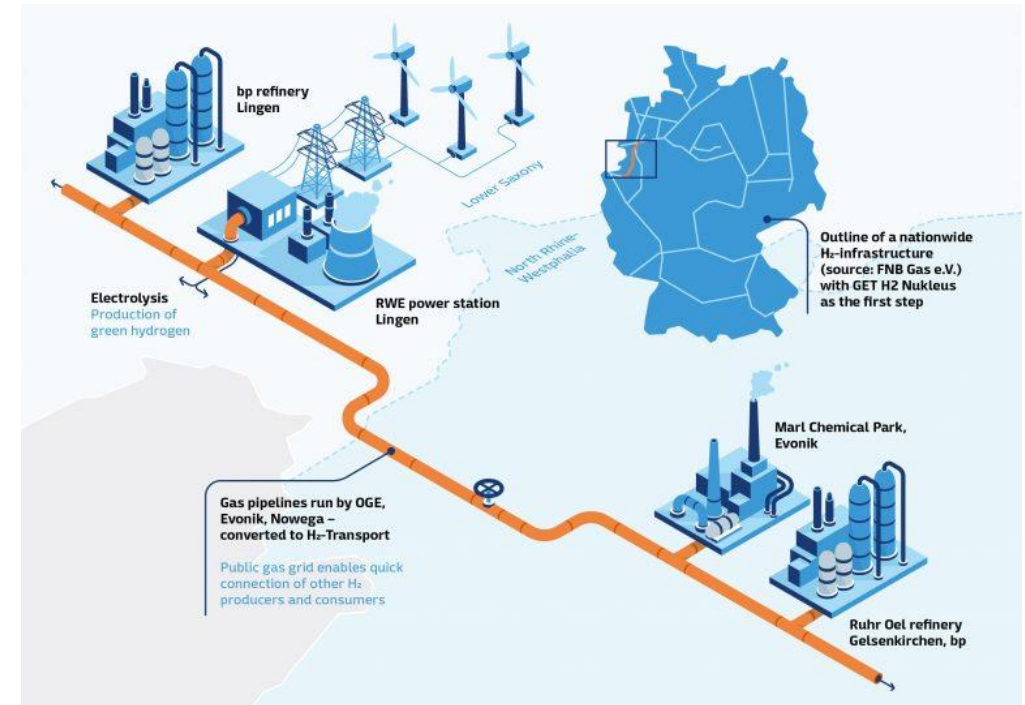 bp refinery
Lingen
Lower Saxony
North Rhine-
Westphalia
Outline of a nationwide
H₂-infrastructure
(source: FNB Gas e.V.)
with GET H2 Nukleus
as the first step
Electrolysis
Production of
green hydrogen
RWE power station
Lingen
Marl Chemical Park,
Evonik
Gas pipelines run by OGE,
Evonik, Nowega –
converted to H₂-Transport
Public gas grid enables quick
connection of other H₂
producers and consumers
Ruhr Oel refinery
Gelsenkirchen, bp